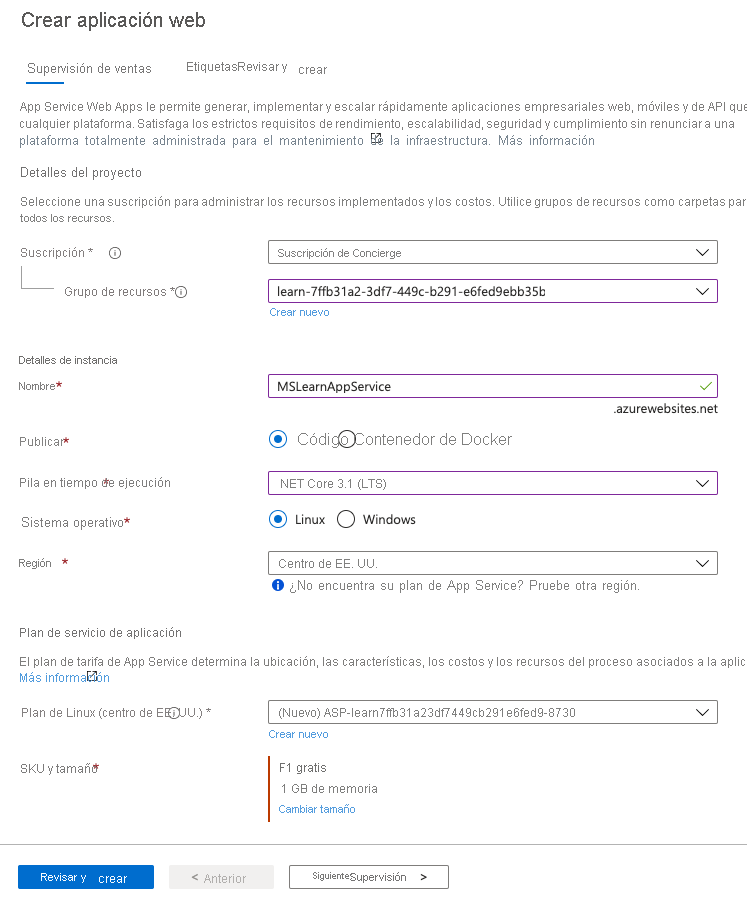 Crear aplicación web
Supervisión de ventas EtiquetasRevisar y crear
App Service Web Apps le permite generar, implementar y escalar rápidamente aplicaciones empresariales web, móviles y de API que
cualquier plataforma. Satisfaga los estrictos requisitos de rendimiento, escalabilidad, seguridad y cumplimiento sin renunciar a una
plataforma totalmente administrada para el mantenimiento de la infraestructura. Más información
Detalles del proyecto
Seleccione una suscripción para administrar los recursos implementados y los costos. Utilice grupos de recursos como carpetas par
todos los recursos.
Suscripción * Suscripción de Concierge
Grupo de recursos * learn-7ffb31a2-3df7-449c-b291-e6fed9ebb35b
Crear nuevo
Detalles de instancia
Nombre* MSLearnAppService
.azurewebsites.net
Publicar* Código Contenedor de Docker
Pila en tiempo de ejecución * NET Core 3.1 (LTS)
Sistema operativo* Linux Windows
Región * Centro de EE. UU.
¿No encuentra su plan de App Service? Pruebe otra región.
Plan de servicio de aplicación
El plan de tarifa de App Service determina la ubicación, las características, los costos y los recursos del proceso asociados a la aplic
Más información
Plan de Linux (centro de EE. UU.) * (Nuevo) ASP-learn7ffb31a23df7449cb291e6fed9-8730
Crear nuevo
SKU y tamaño* F1 gratis
1 GB de memoria
Cambiar tamaño
Revisar y crear < Anterior SiguienteSupervisión >